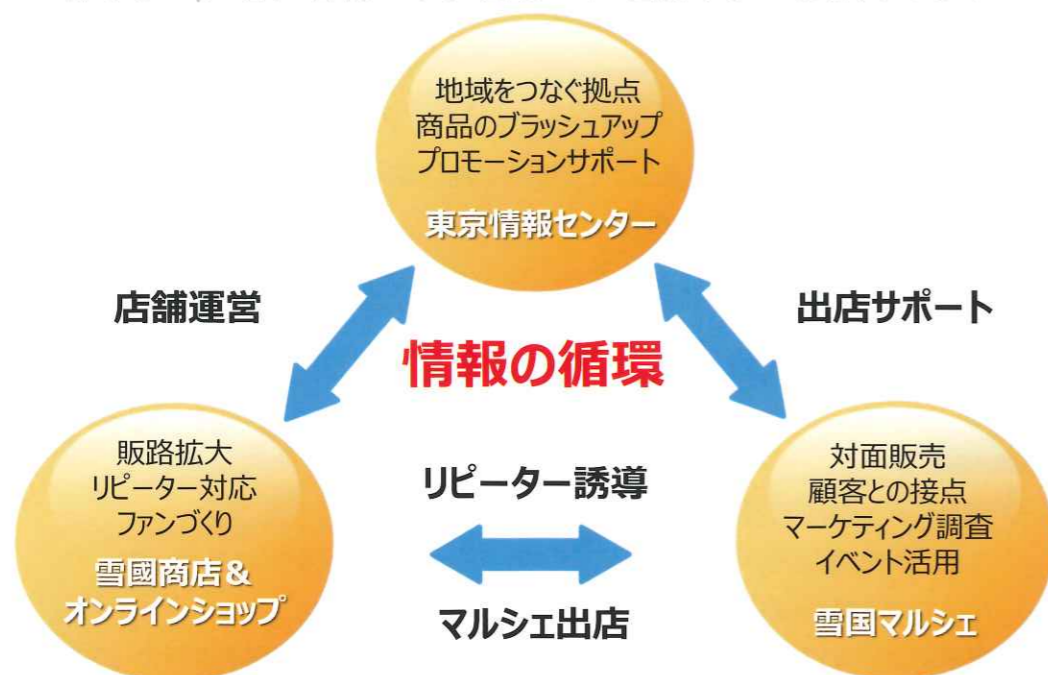 地域をつなぐ拠点
商品のブラッシュアップ
プロモーションサポート
東京情報センター
店舗運営
出店サポート
情報の循環
販路拡大
リピーター対応
ファンづくり
雪國商店&
オンラインショップ
リピーター誘導
マルシェ出店
対面販売
顧客との接点
マーケティング調査
イベント活用
雪国マルシェ